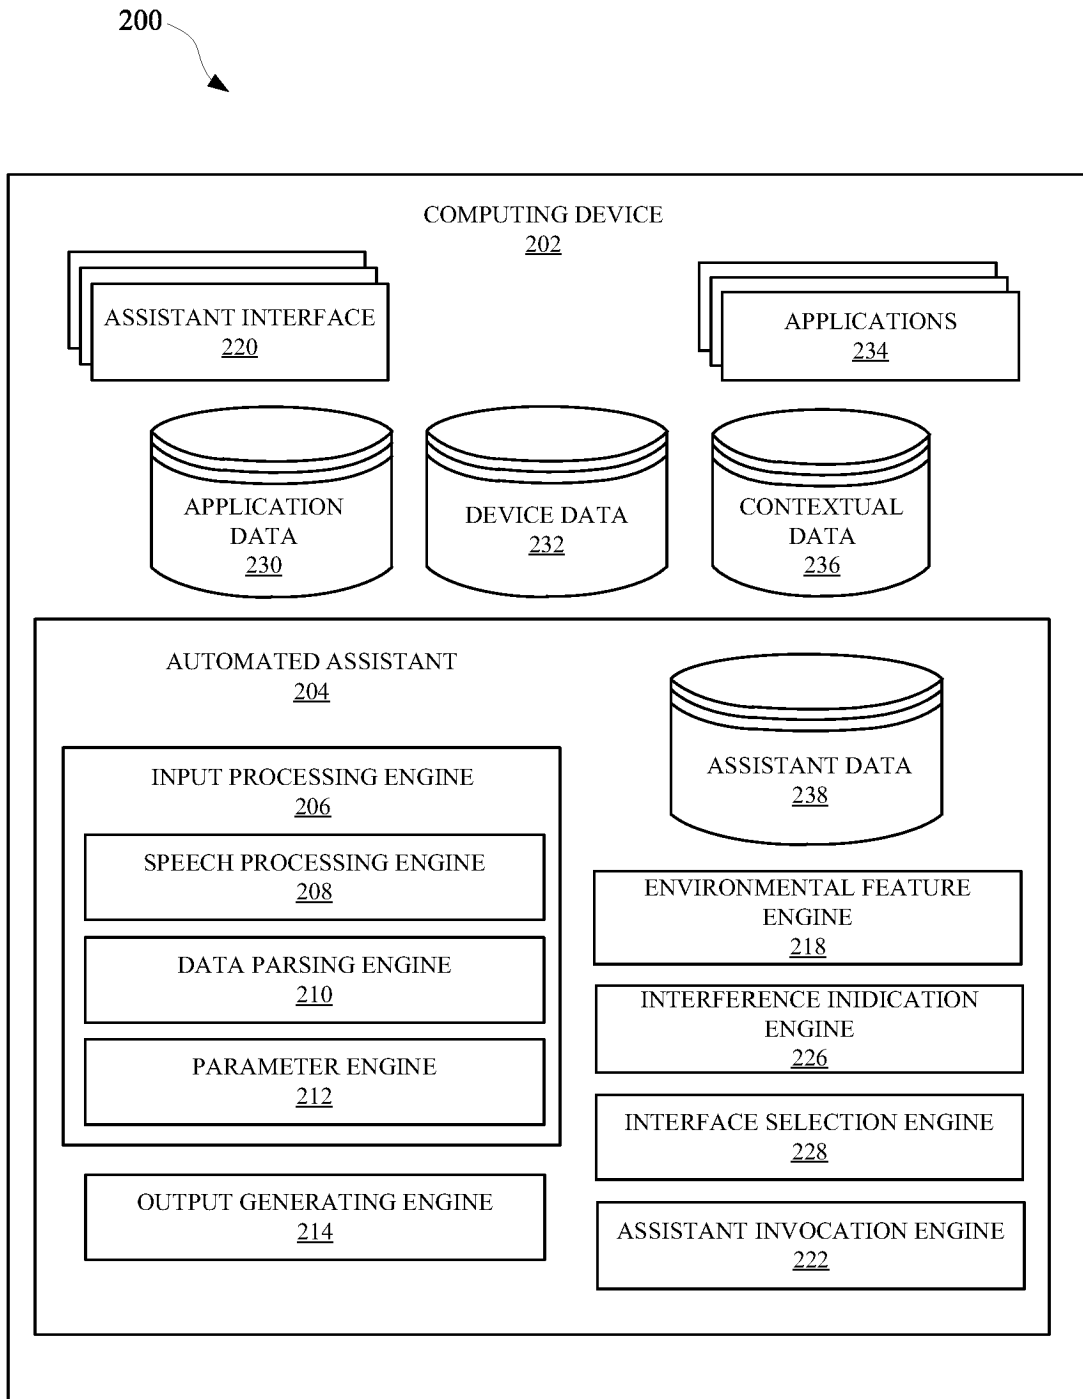 200
COMPUTING DEVICE
202
ASSISTANT INTERFACE
220
APPLICATIONS
234
APPLICATION
DATA
230
DEVICE DATA
232
CONTEXTUAL
DATA
236
AUTOMATED ASSISTANT
204
INPUT PROCESSING ENGINE
206
SPEECH PROCESSING ENGINE
208
DATA PARSING ENGINE
210
PARAMETER ENGINE
212
OUTPUT GENERATING ENGINE
214
ASSISTANT DATA
238
ENVIRONMENTAL FEATURE
ENGINE
218
INTERFERENCE INIDICATION
ENGINE
226
INTERFACE SELECTION ENGINE
228
ASSISTANT INVOCATION ENGINE
222